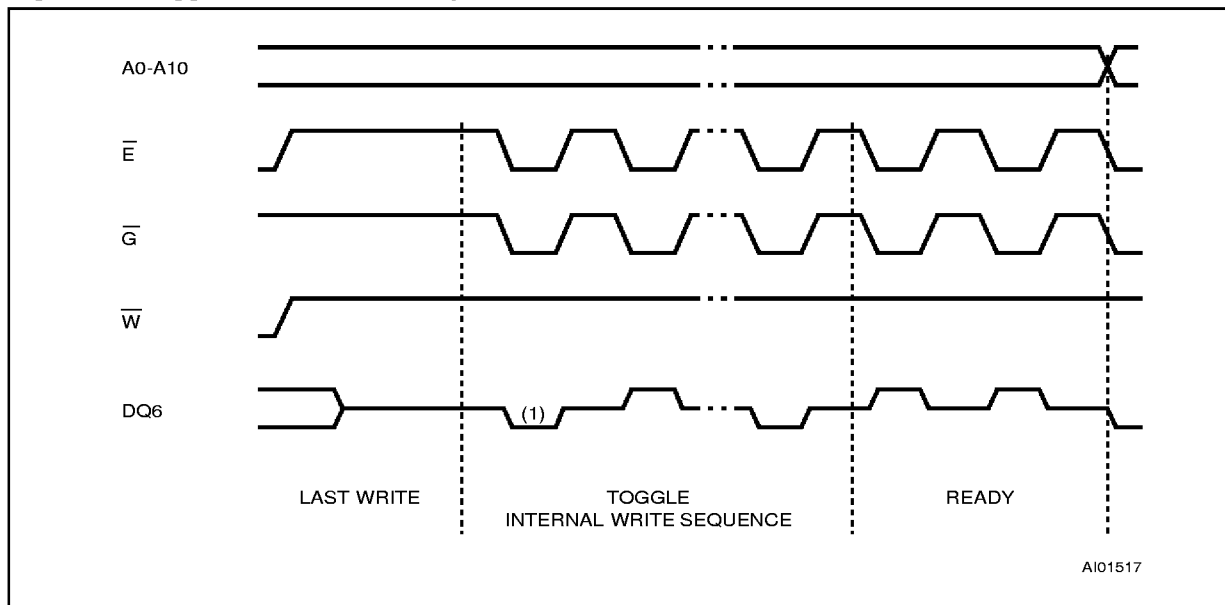 A0-A10
E
G
W
DQ6
(1)
LAST WRITE
TOGGLE
INTERNAL WRITE SEQUENCE
READY
AI01517